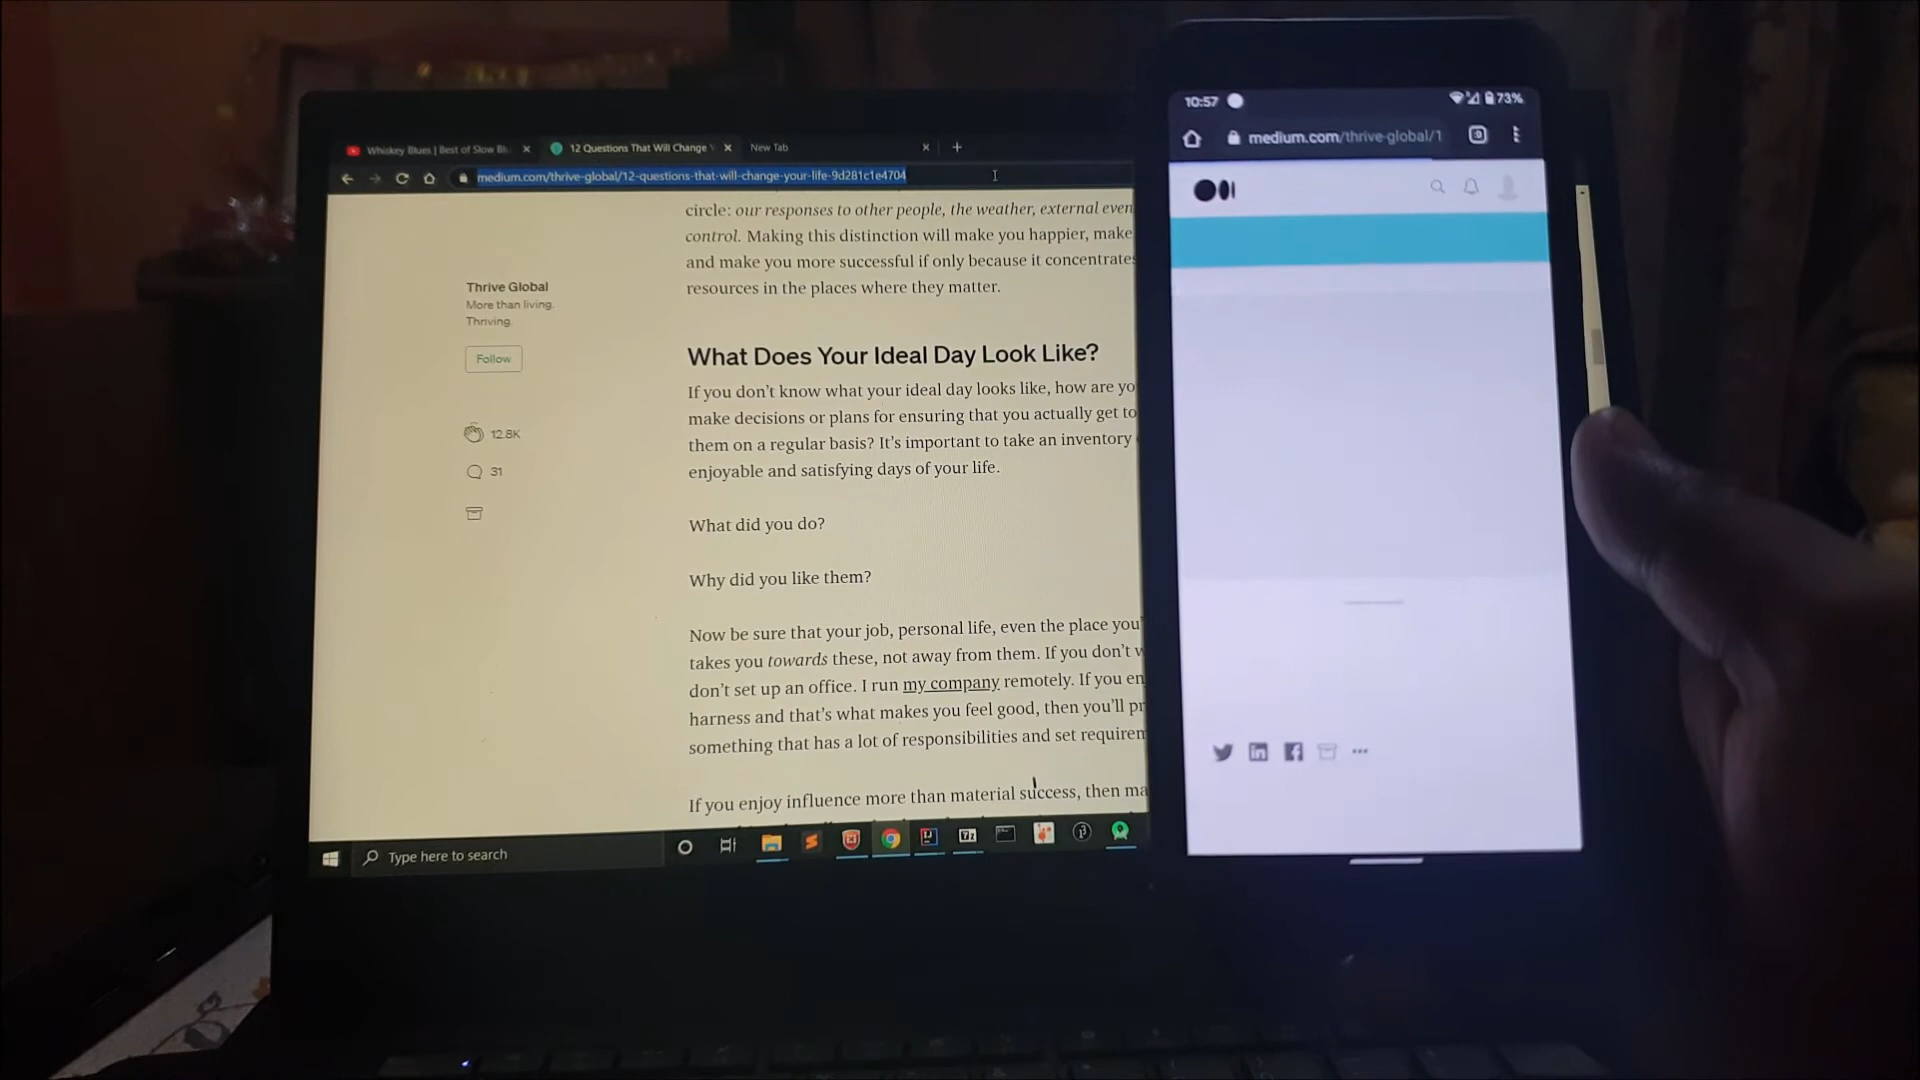 Whiskey Blues | Best of Slow Bl
12 Questions That Will Change Y
New Tab
medium.com/thrive-global/12-questions-that-will-change-your-life-9d281c1e4704
circle: our responses to other people, the weather, external even
control. Making this distinction will make you happier, make
and make you more successful if only because it concentrates
resources in the places where they matter.
Thrive Global
More than living.
Thriving.
Follow
12.8K
31
What Does Your Ideal Day Look Like?
If you don't know what your ideal day looks like, how are yo
make decisions or plans for ensuring that you actually get to
them on a regular basis? It's important to take an inventory
enjoyable and satisfying days of your life.
What did you do?
Why did you like them?
Now be sure that your job, personal life, even the place you
takes you towards these, not away from them. If you don't w
don't set up an office. I run my company remotely. If you en
harness and that's what makes you feel good, then you'll pr
something that has a lot of responsibilities and set requirem
If you enjoy influence more than material success, then ma
Type here to search
10:57
73%
medium.com/thrive-global/1